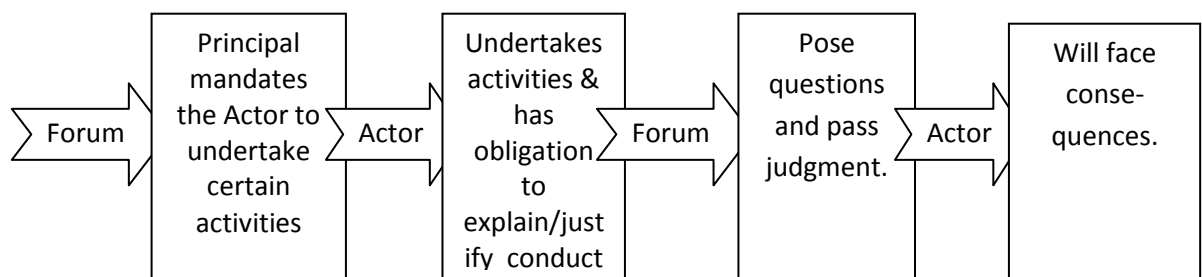 Forum
Principal
mandates
the Actor to
undertake
certain
activities
Actor
Undertakes
activities &
has
obligation
to
explain/just
ify conduct
Forum
Pose
questions
and pass
judgment.
Actor
Will face
conse-
quences.